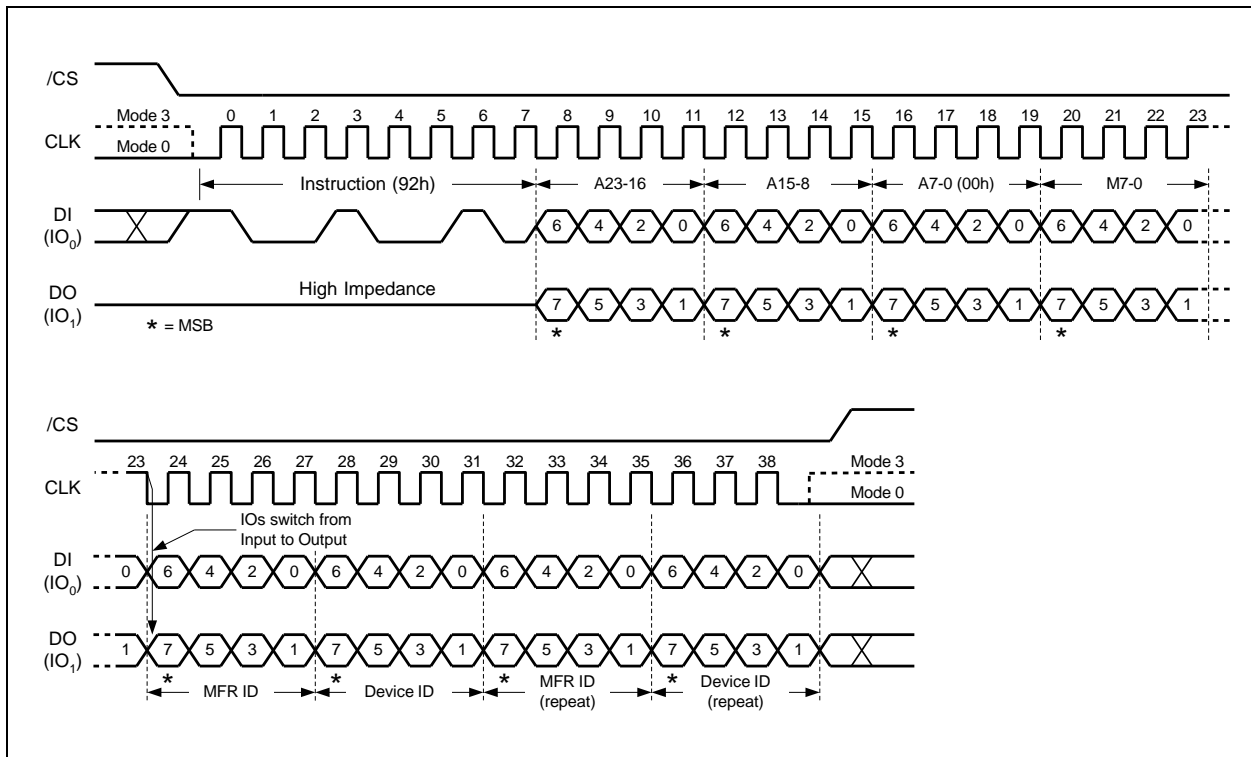 /CS
Mode 3 0 1 2 3 4 5 6 7 8 9 10 11 12 13 14 15 16 17 18 19 20 21 22 23
CLK
Mode 0
Instruction (92h) A23-16 A15-8 A7-0 (00h) M7-0
DI
(IO0)
6 4 2 0 6 4 2 0 6 4 2 0 6 4 2 0
High Impedance
DO
(IO1)
7 5 3 1 7 5 3 1 7 5 3 1 7 5 3 1
* = MSB
* * * *
/CS
23 24 25 26 27 28 29 30 31 32 33 34 35 36 37 38 Mode 3
CLK
Mode 0
IOs switch from
Input to Output
DI
(IO0)
0 6 4 2 0 6 4 2 0 6 4 2 0 6 4 2 0
DO
(IO1)
1 7 5 3 1 7 5 3 1 7 5 3 1 7 5 3 1
* * * *
MFR ID Device ID MFR ID
(repeat)
Device ID
(repeat)